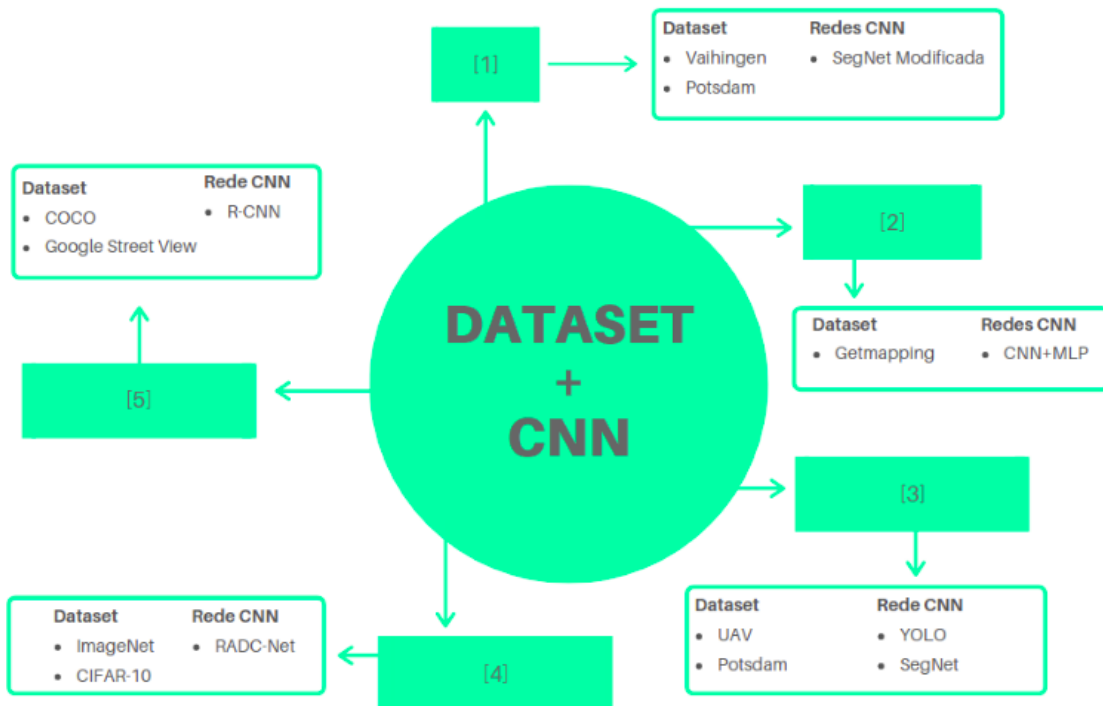 [1]
Dataset Redes CNN
• Vaihingen • SegNet Modificada
• Potsdam
[2]
Dataset Redes CNN
• Getmapping • CNN+MLP
Dataset Rede CNN
• COCO • R-CNN
• Google Street View
[5]
DATASET
+
CNN
[3]
Dataset Rede CNN
• UAV • YOLO
• Potsdam • SegNet
[4]
Dataset Rede CNN
• ImageNet • RADC-Net
• CIFAR-10